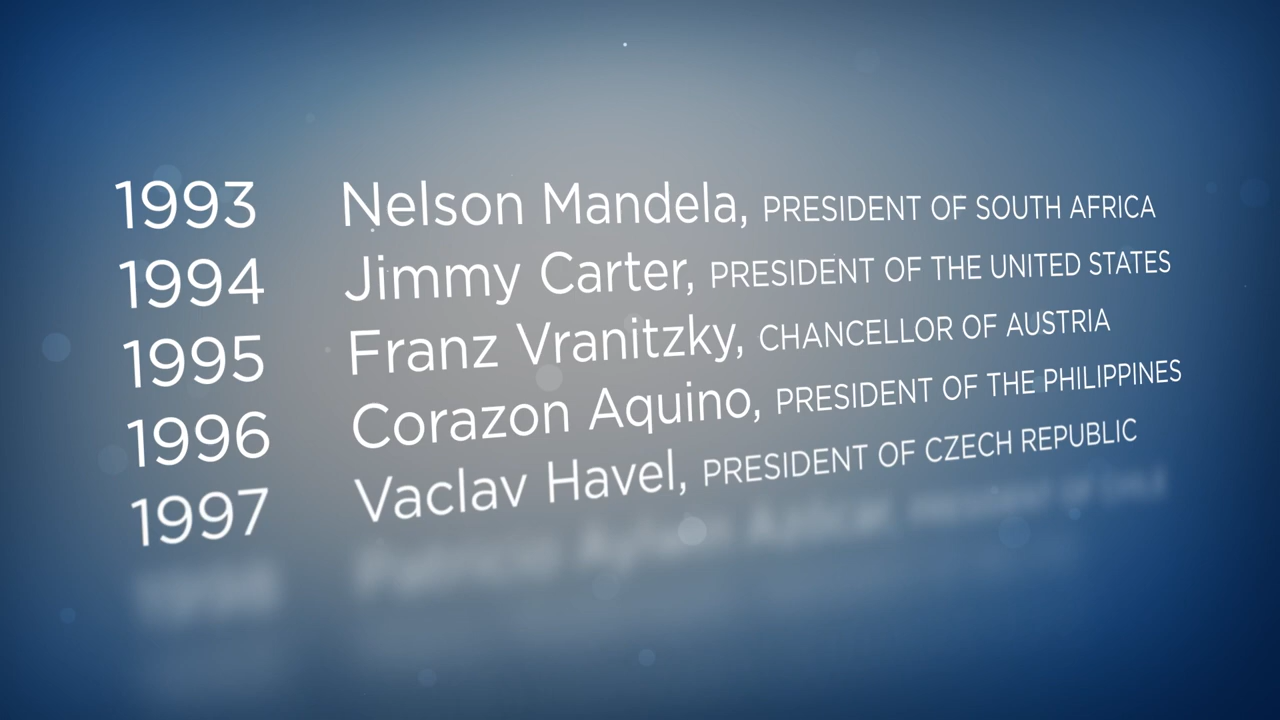 1993 Nelson Mandela, PRESIDENT OF SOUTH AFRICA
1994 Jimmy Carter, PRESIDENT OF THE UNITED STATES
1995 Franz Vranitzky, CHANCELLOR OF AUSTRIA
1996 Corazon Aquino, PRESIDENT OF THE PHILIPPINES
1997 Vaclav Havel, PRESIDENT OF CZECH REPUBLIC